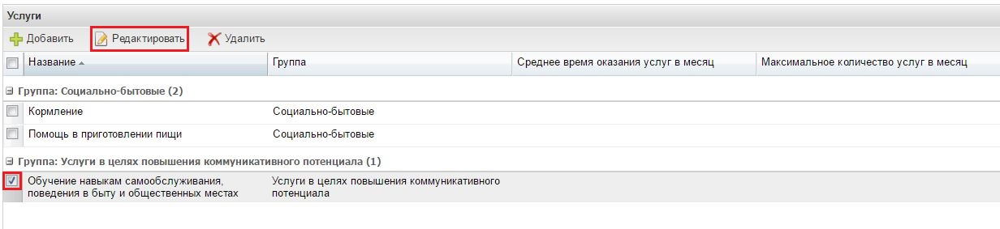 Услуги
Добавить Редактировать Удалить
Название Группа Среднее время оказания услуг в месяц Максимальное количество услуг в месяц
Группа: Социально-бытовые (2)
Кормление Социально-бытовые
Помощь в приготовлении пищи Социально-бытовые
Группа: Услуги в целях повышения коммуникативного потенциала (1)
Обучение навыкам самообслуживания, Услуги в целях повышения коммуникативного
поведения в быту и общественных местах потенциала